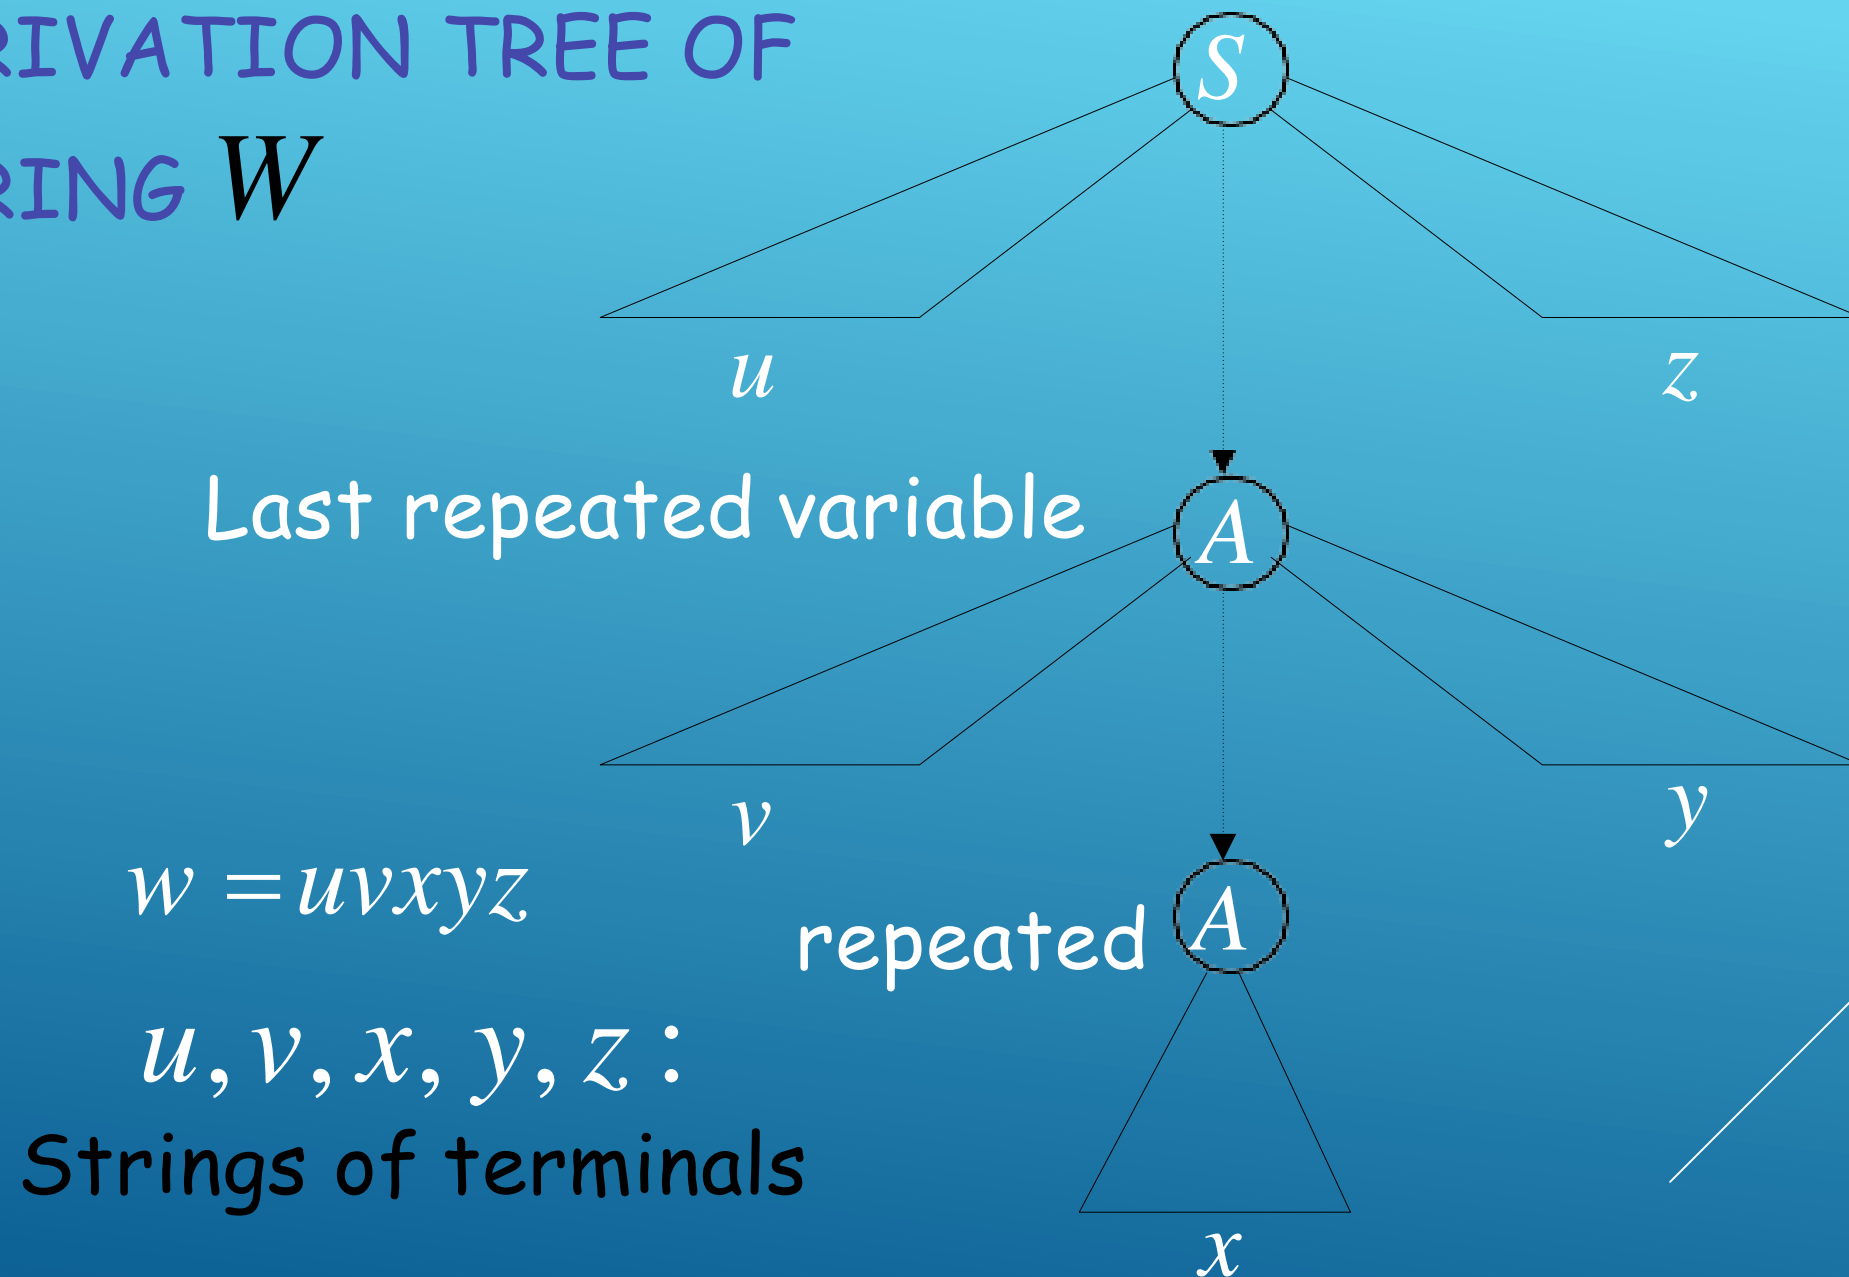 RIVATION TREE OF
RING W
S
u
z
Last repeated variable
A
v
y
w = uvxyz
repeated
A
u, v, x, y, z :
Strings of terminals
x